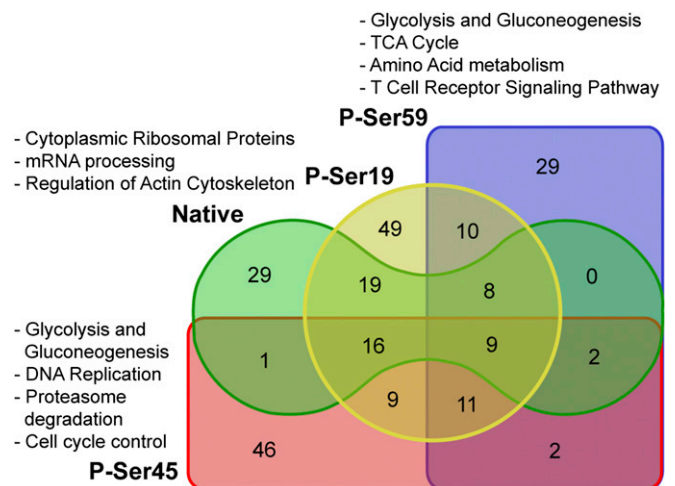 - Glycolysis and Gluconeogenesis
- TCA Cycle
- Amino Acid metabolism
- T Cell Receptor Signaling Pathway
P-Ser59
- Cytoplasmic Ribosomal Proteins
- mRNA processing
- Regulation of Actin Cytoskeleton
P-Ser19
Native
29
49
10
29
19
8
0
- Glycolysis and
Gluconeogenesis
- DNA Replication
- Proteasome
degradation
- Cell cycle control
P-Ser45
1
16
9
2
9
11
46
2